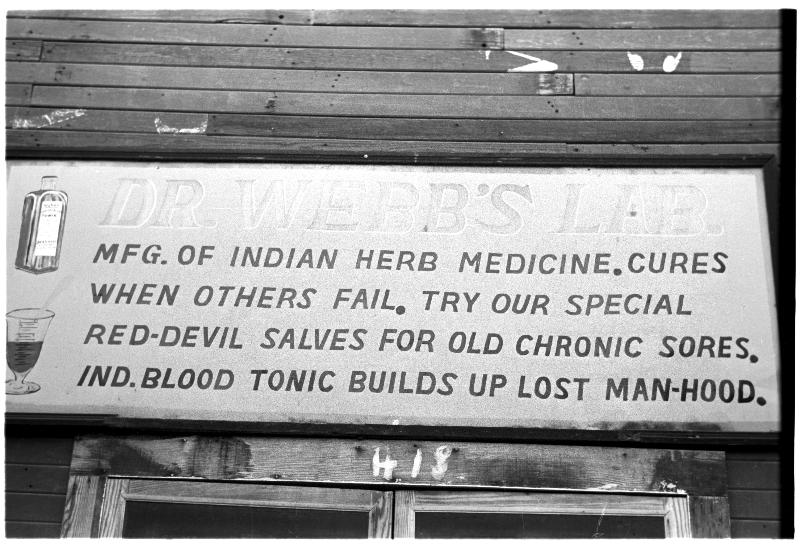 DR. WEBB'S LAB.
MFG. OF INDIAN HERB MEDICINE. CURES
WHEN OTHERS FAIL. TRY OUR SPECIAL
RED-DEVIL SALVES FOR OLD CHRONIC SORES.
IND. BLOOD TONIC BUILDS UP LOST MAN-HOOD.
418